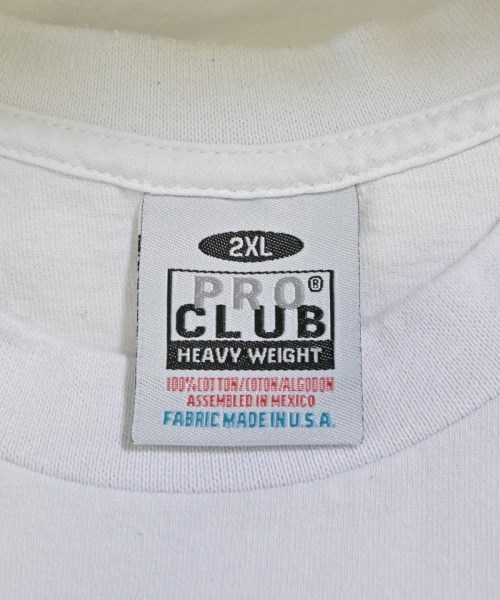 2XL
PRO®
CLUB
HEAVY WEIGHT
100%COTTON/COTON/ALGODON
ASSEMBLED IN MEXICO
FABRIC MADE IN U.S.A.